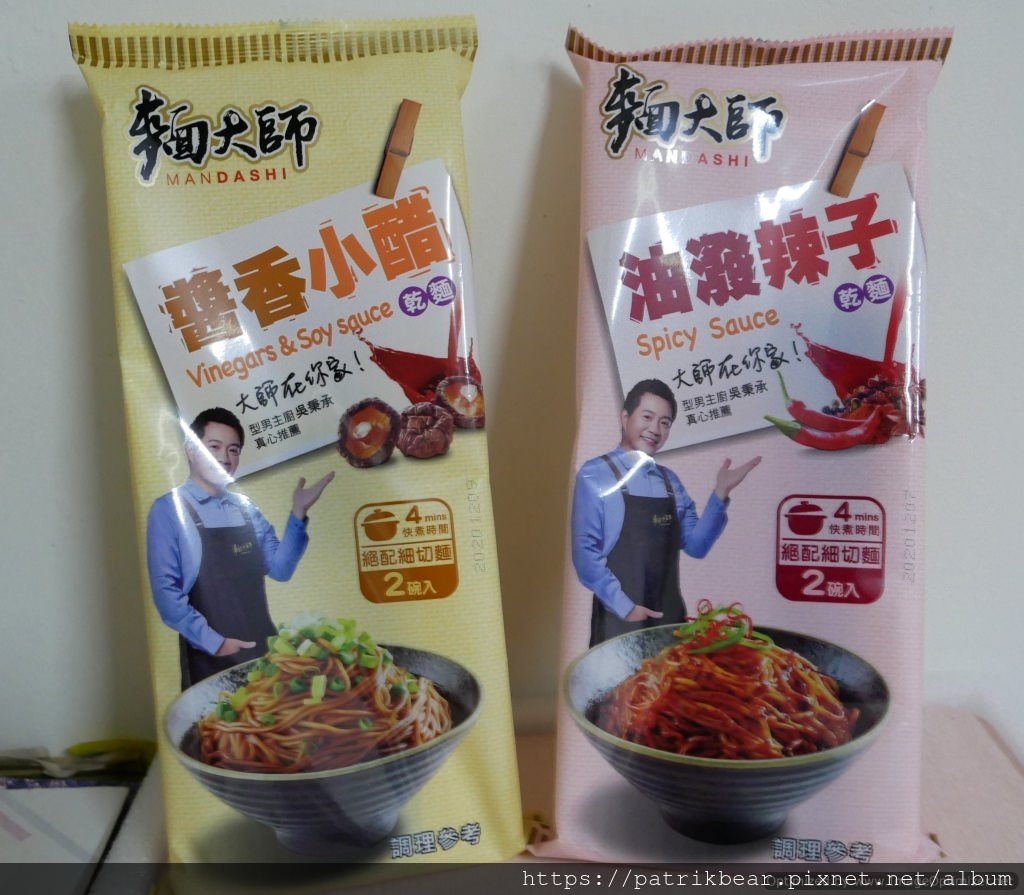 麵大師
MANDASHI
醬香小醋
乾麵
Vinegars & Soy sauce
大師在你家！
型男主廚吳秉承
真心推薦
4 mins
快煮時間
絕配細切麵
2碗入
20201209
調理參考
麵大師
MANDASHI
油潑辣子
乾麵
Spicy Sauce
大師在你家！
型男主廚吳秉承
真心推薦
4 mins
快煮時間
絕配細切麵
2碗入
20201207
調理參考
https://patrikbear.pixnet.net/album